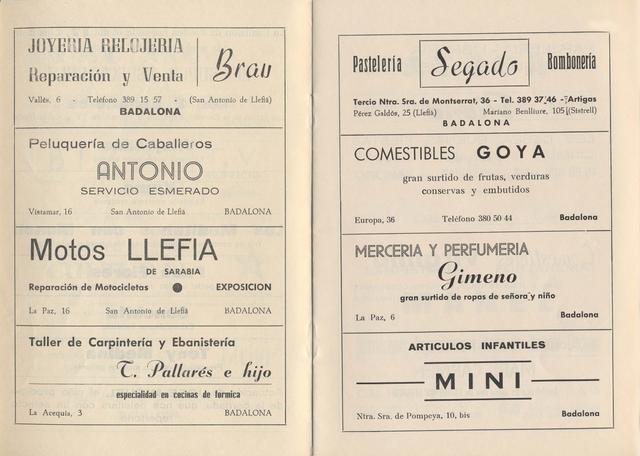 JOYERIA RELOJERIA
Reparación y Venta
Brau
Vallés, 6 - Teléfono 389 15 57 - (San Antonio de Llefiá)
BADALONA
Peluquería de Caballeros
ANTONIO
SERVICIO ESMERADO
Vistamar, 16 San Antonio de Llefiá BADALONA
Motos LLEFIA
DE SARABIA
Reparación de Motocicletas ● EXPOSICION
La Paz, 16 San Antonio de Llefiá BADALONA
Taller de Carpintería y Ebanistería
T. Pallarés e hijo
especialidad en cocinas de formica
La Acequia, 3 BADALONA
Pastelería Segado Bombonería
Tercio Ntra. Sra. de Montserrat, 36 - Tel. 389 37 46 - Artigas
Pérez Galdós, 25 (Llefiá) Mariano Benlliure, 105 (Sistrell)
BADALONA
COMESTIBLES GOYA
gran surtido de frutas, verduras
conservas y embutidos
Europa, 36 Teléfono 380 50 44 Badalona
MERCERIA Y PERFUMERIA
Gimeno
gran surtido de ropas de señora y niño
La Paz, 6 Badalona
ARTICULOS INFANTILES
MINI
Ntra. Sra. de Pompeya, 10, bis Badalona